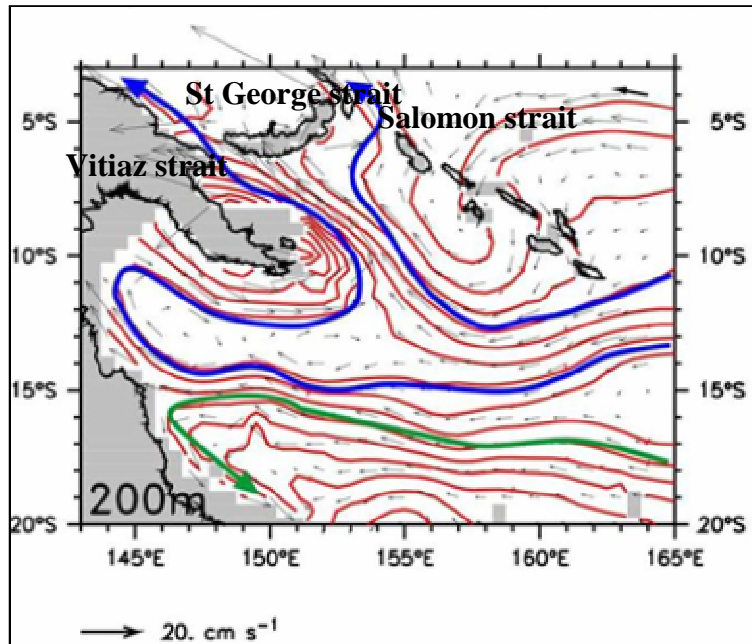 St George strait
5°S
5°S
Salomon strait
Vitiaz strait
10°S
10°S
15°S
15°S
200m
20°S
20°S
145°E
150°E
155°E
160°E
165°E
20. cm s⁻¹